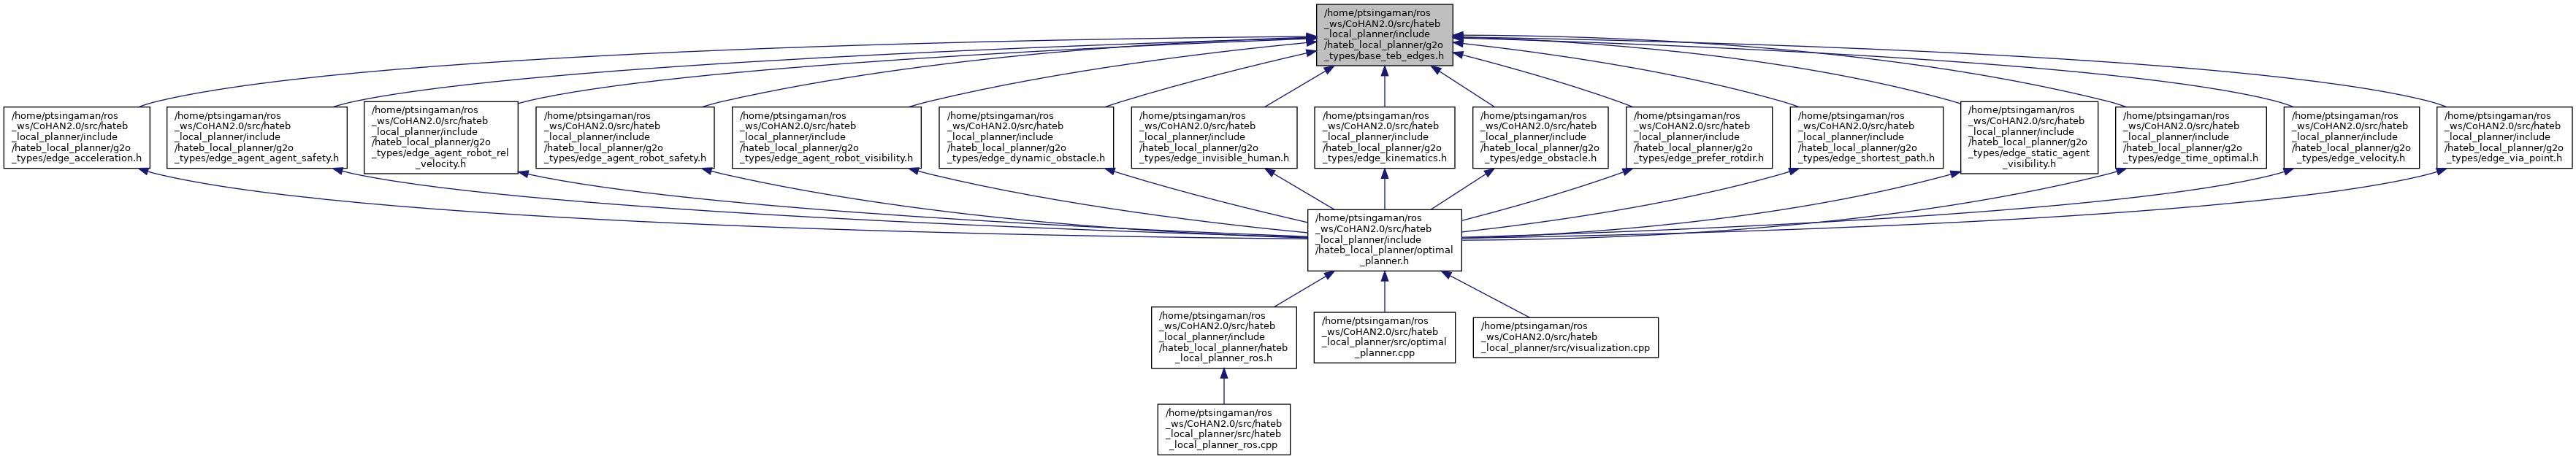 /home/ptsingaman/ros
_ws/CoHAN2.0/src/hateb
_local_planner/include
/hateb_local_planner/g2o
_types/base_teb_edges.h
/home/ptsingaman/ros
_ws/CoHAN2.0/src/hateb
_local_planner/include
/hateb_local_planner/g2o
_types/edge_acceleration.h
/home/ptsingaman/ros
_ws/CoHAN2.0/src/hateb
_local_planner/include
/hateb_local_planner/g2o
_types/edge_agent_agent_safety.h
/home/ptsingaman/ros
_ws/CoHAN2.0/src/hateb
_local_planner/include
/hateb_local_planner/g2o
_types/edge_agent_robot_rel
_velocity.h
/home/ptsingaman/ros
_ws/CoHAN2.0/src/hateb
_local_planner/include
/hateb_local_planner/g2o
_types/edge_agent_robot_safety.h
/home/ptsingaman/ros
_ws/CoHAN2.0/src/hateb
_local_planner/include
/hateb_local_planner/g2o
_types/edge_agent_robot_visibility.h
/home/ptsingaman/ros
_ws/CoHAN2.0/src/hateb
_local_planner/include
/hateb_local_planner/g2o
_types/edge_dynamic_obstacle.h
/home/ptsingaman/ros
_ws/CoHAN2.0/src/hateb
_local_planner/include
/hateb_local_planner/g2o
_types/edge_invisible_human.h
/home/ptsingaman/ros
_ws/CoHAN2.0/src/hateb
_local_planner/include
/hateb_local_planner/g2o
_types/edge_kinematics.h
/home/ptsingaman/ros
_ws/CoHAN2.0/src/hateb
_local_planner/include
/hateb_local_planner/g2o
_types/edge_obstacle.h
/home/ptsingaman/ros
_ws/CoHAN2.0/src/hateb
_local_planner/include
/hateb_local_planner/g2o
_types/edge_prefer_rotdir.h
/home/ptsingaman/ros
_ws/CoHAN2.0/src/hateb
_local_planner/include
/hateb_local_planner/g2o
_types/edge_shortest_path.h
/home/ptsingaman/ros
_ws/CoHAN2.0/src/hateb
_local_planner/include
/hateb_local_planner/g2o
_types/edge_static_agent
_visibility.h
/home/ptsingaman/ros
_ws/CoHAN2.0/src/hateb
_local_planner/include
/hateb_local_planner/g2o
_types/edge_time_optimal.h
/home/ptsingaman/ros
_ws/CoHAN2.0/src/hateb
_local_planner/include
/hateb_local_planner/g2o
_types/edge_velocity.h
/home/ptsingaman/ros
_ws/CoHAN2.0/src/hateb
_local_planner/include
/hateb_local_planner/g2o
_types/edge_via_point.h
/home/ptsingaman/ros
_ws/CoHAN2.0/src/hateb
_local_planner/include
/hateb_local_planner/optimal
_planner.h
/home/ptsingaman/ros
_ws/CoHAN2.0/src/hateb
_local_planner/include
/hateb_local_planner/hateb
_local_planner_ros.h
/home/ptsingaman/ros
_ws/CoHAN2.0/src/hateb
_local_planner/src/optimal
_planner.cpp
/home/ptsingaman/ros
_ws/CoHAN2.0/src/hateb
_local_planner/src/visualization.cpp
/home/ptsingaman/ros
_ws/CoHAN2.0/src/hateb
_local_planner/src/hateb
_local_planner_ros.cpp